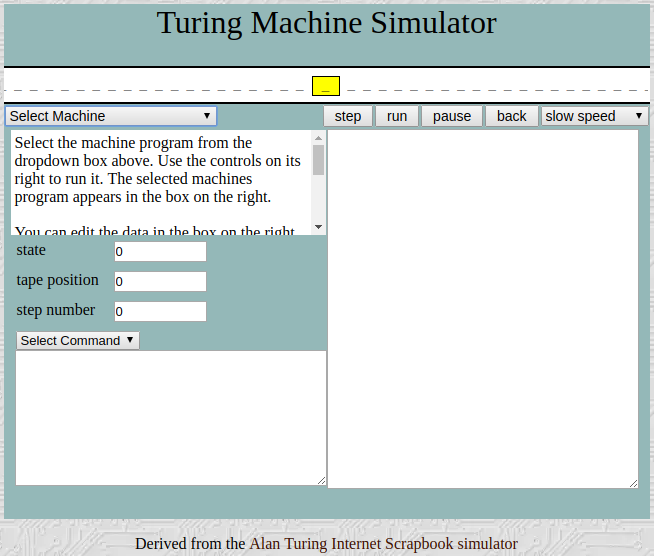 Turing Machine Simulator
_ _ _ _ _ _ _ _ _ _ _ _ _ _ _ _ _ _ _ _ _ _ _ _ _ _ _ _ _ _ _ _ _ _ _ _ _ _ _
Select Machine step run pause back slow speed
Select the machine program from the
dropdown box above. Use the controls on its
right to run it. The selected machines
program appears in the box on the right.
You can edit the data in the box on the right
state 0
tape position 0
step number 0
Select Command
Derived from the Alan Turing Internet Scrapbook simulator